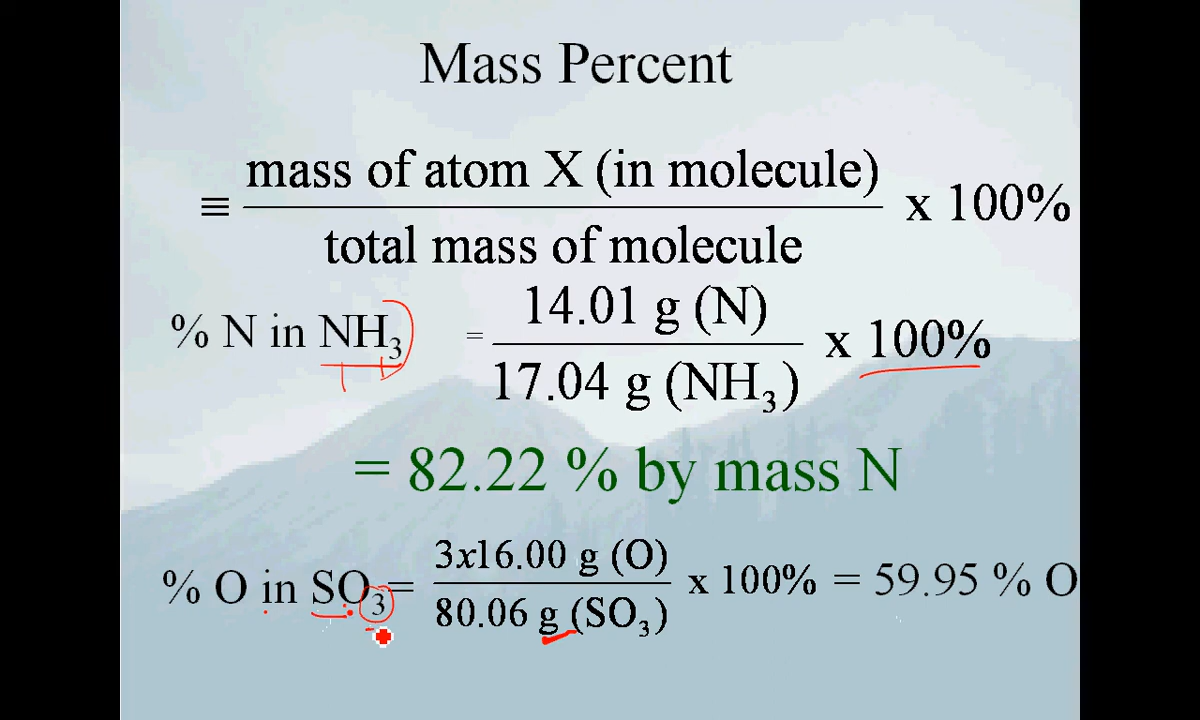 Mass Percent
≡ mass of atom X (in molecule) / total mass of molecule x 100%
% N in NH₃ = 14.01 g (N) / 17.04 g (NH₃) x 100%
= 82.22 % by mass N
% O in SO₃ = 3x16.00 g (O) / 80.06 g (SO₃) x 100% = 59.95 % O